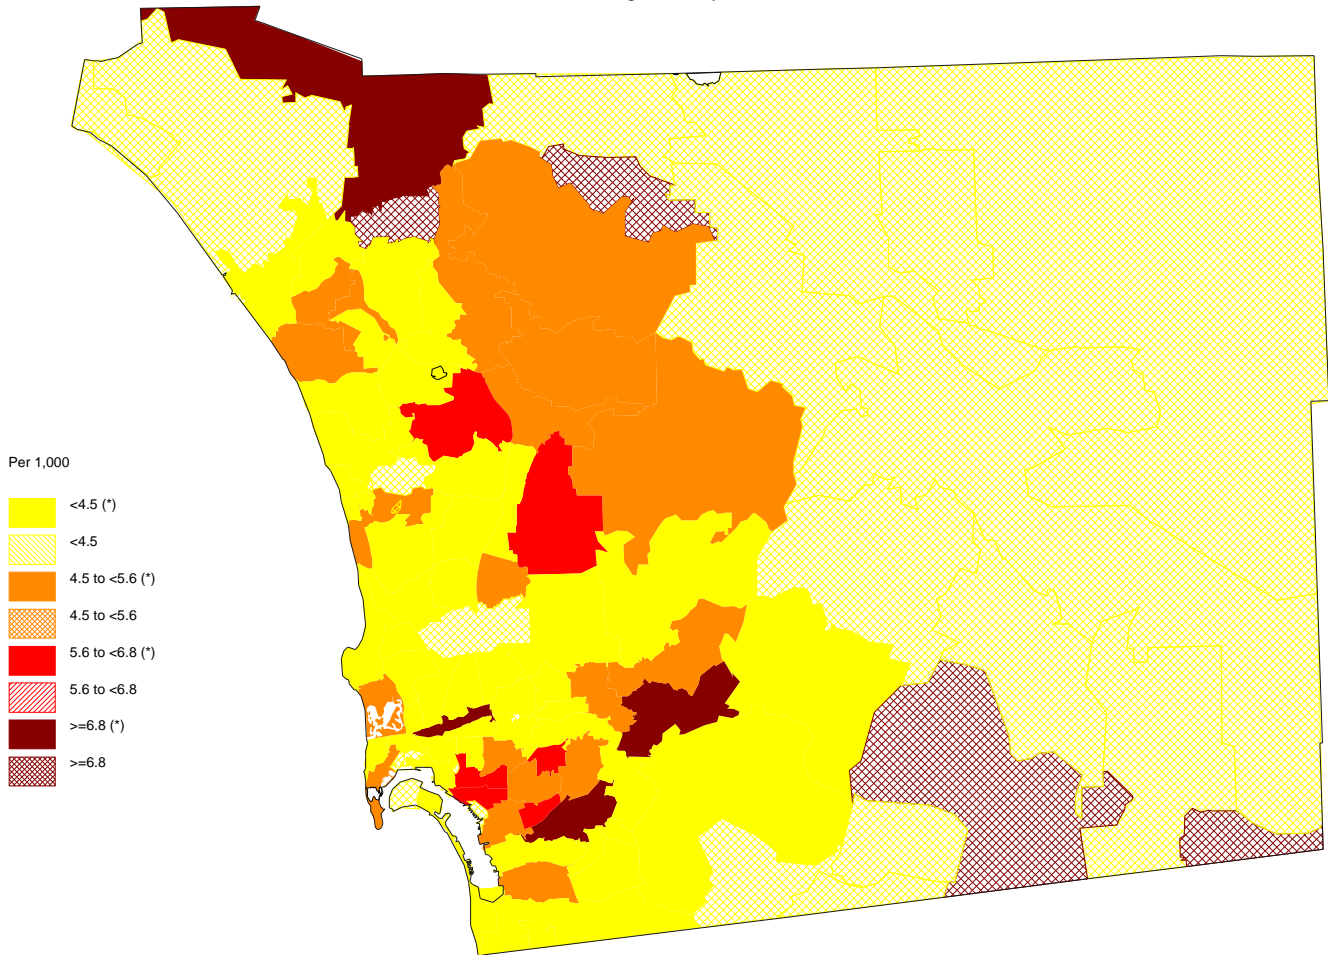 Per 1,000
<4.5 (*)
<4.5
4.5 to <5.6 (*)
4.5 to <5.6
5.6 to <6.8 (*)
5.6 to <6.8
>=6.8 (*)
>=6.8